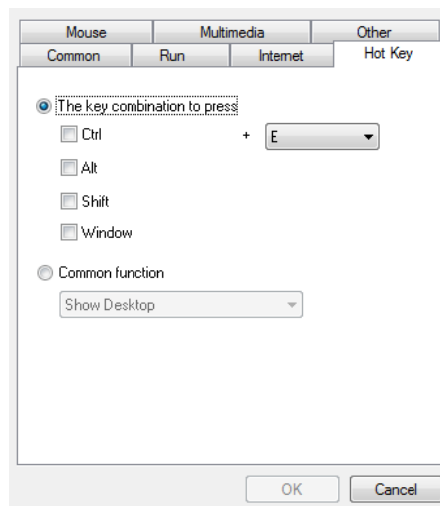 Mouse Multimedia Other
Common Run Internet Hot Key
The key combination to press
Ctrl + E
Alt
Shift
Window
Common function
Show Desktop
OK Cancel